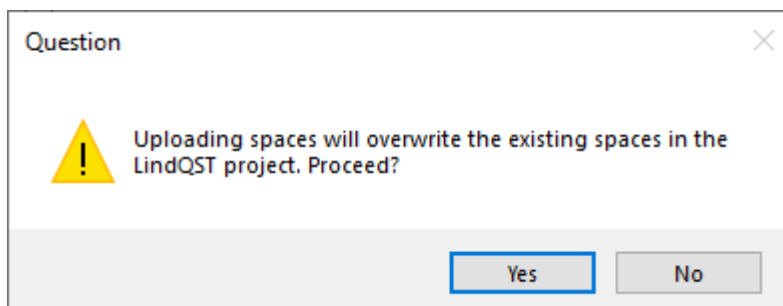 Question
Uploading spaces will overwrite the existing spaces in the
LindQST project. Proceed?
Yes
No